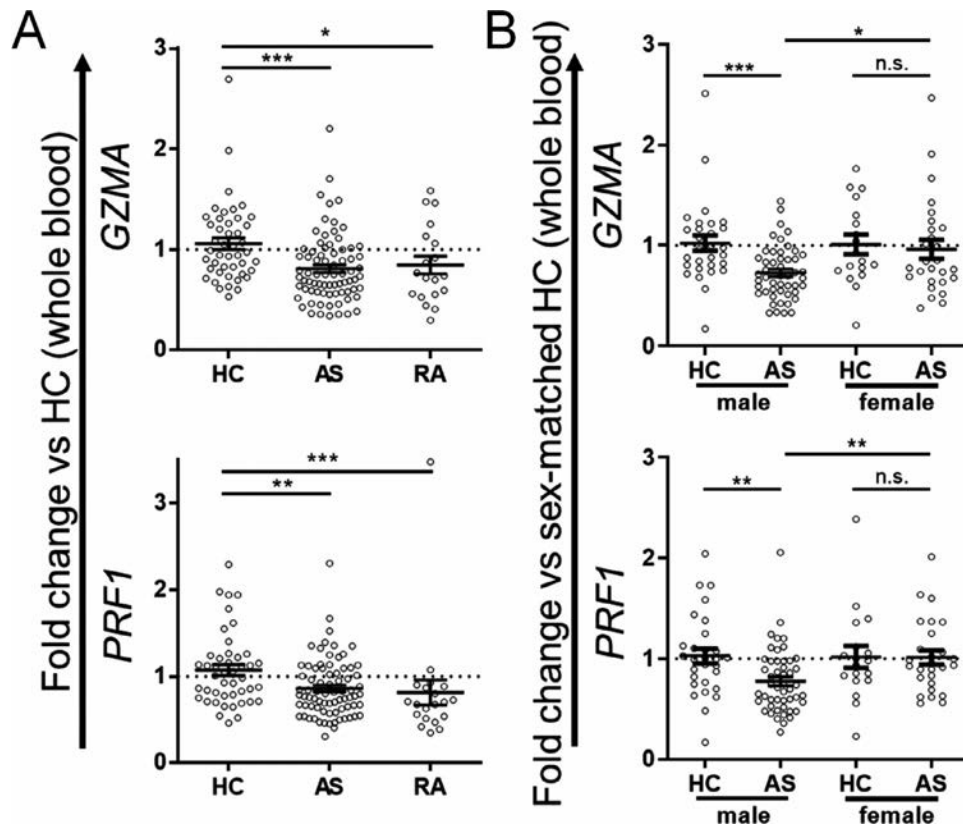 A
Fold change vs HC (whole blood)
GZMA
*
***
3
2
1
0
HC AS RA
PRF1
***
**
3
2
1
0
HC AS RA
B
Fold change vs sex-matched HC (whole blood)
GZMA
*
*** n.s.
3
2
1
0
HC AS HC AS
male female
PRF1
**
** n.s.
3
2
1
0
HC AS HC AS
male female